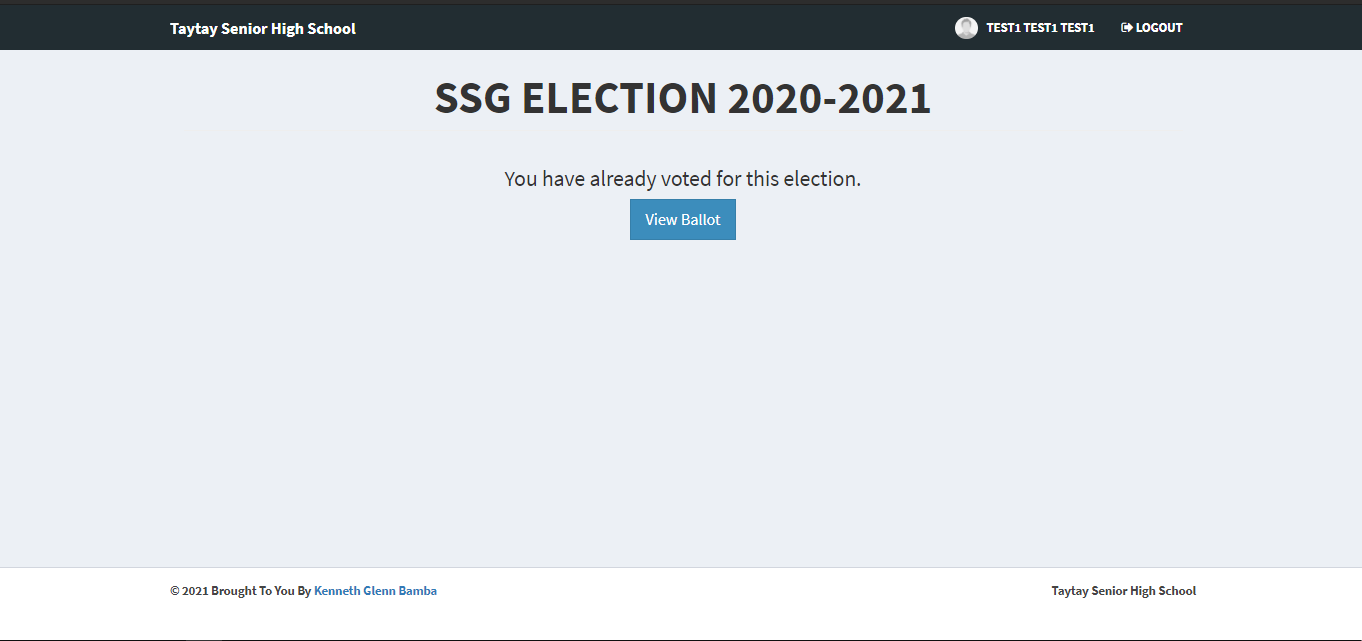 Taytay Senior High School
TEST1 TEST1 TEST1
LOGOUT
SSG ELECTION 2020-2021
You have already voted for this election.
View Ballot
© 2021 Brought To You By Kenneth Glenn Bamba
Taytay Senior High School